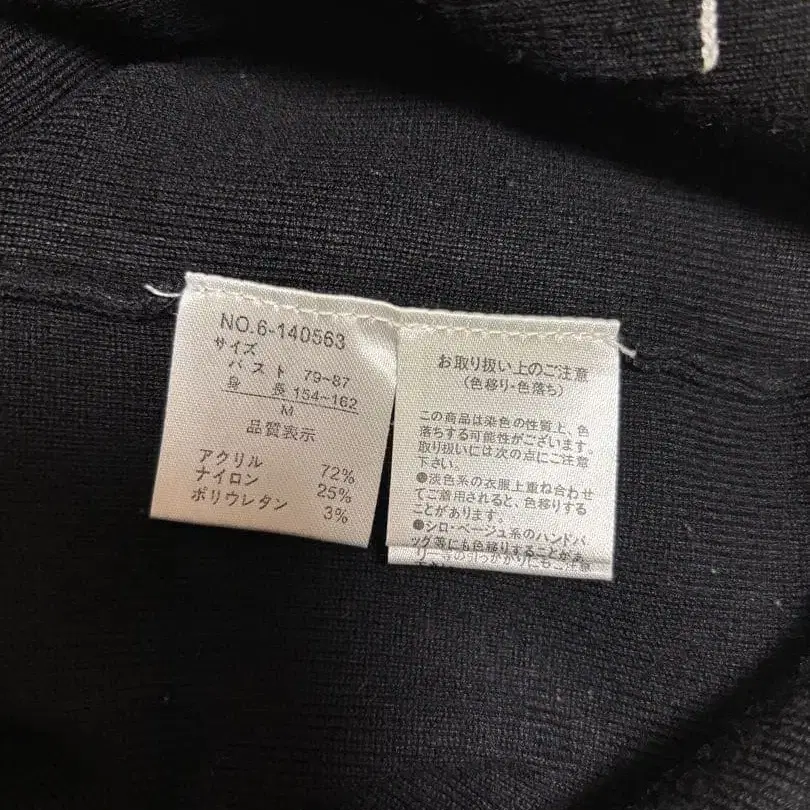 NO.6-140563
サイズ
バスト 79~87
身 長 154~162
M
品質表示
アクリル 72%
ナイロン 25%
ポリウレタン 3%
お取り扱い上のご注意
(色移り・色落ち)
この商品は染色の性質上、色
落ちする可能性がございます。
取り扱いには次の点にご注意
下さい。
●淡色系の衣服上重ね合わせ
てご着用されると、色移りする
ことがあります。
●シロ・ベージュ系のハンドバ
ッグ等にも色移りすることがあ